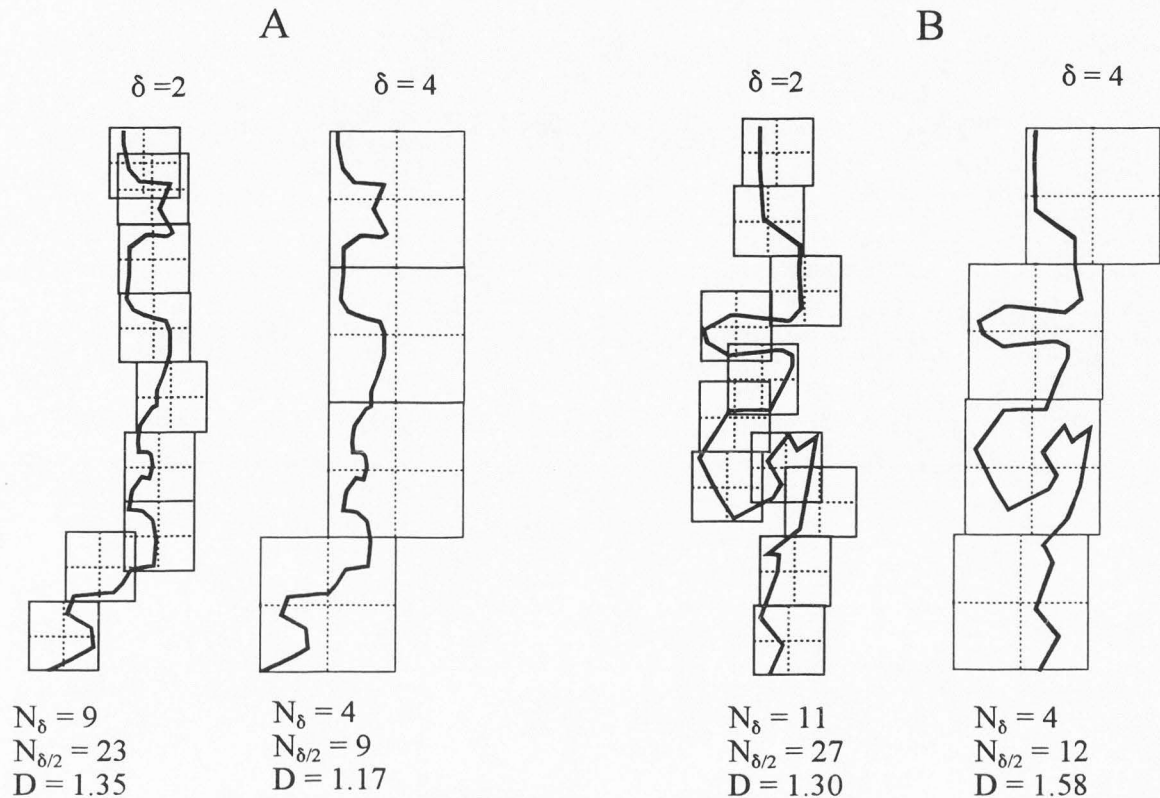 A
B
δ =2
δ = 4
δ =2
δ = 4
N_δ = 9
N_δ/2 = 23
D = 1.35
N_δ = 4
N_δ/2 = 9
D = 1.17
N_δ = 11
N_δ/2 = 27
D = 1.30
N_δ = 4
N_δ/2 = 12
D = 1.58